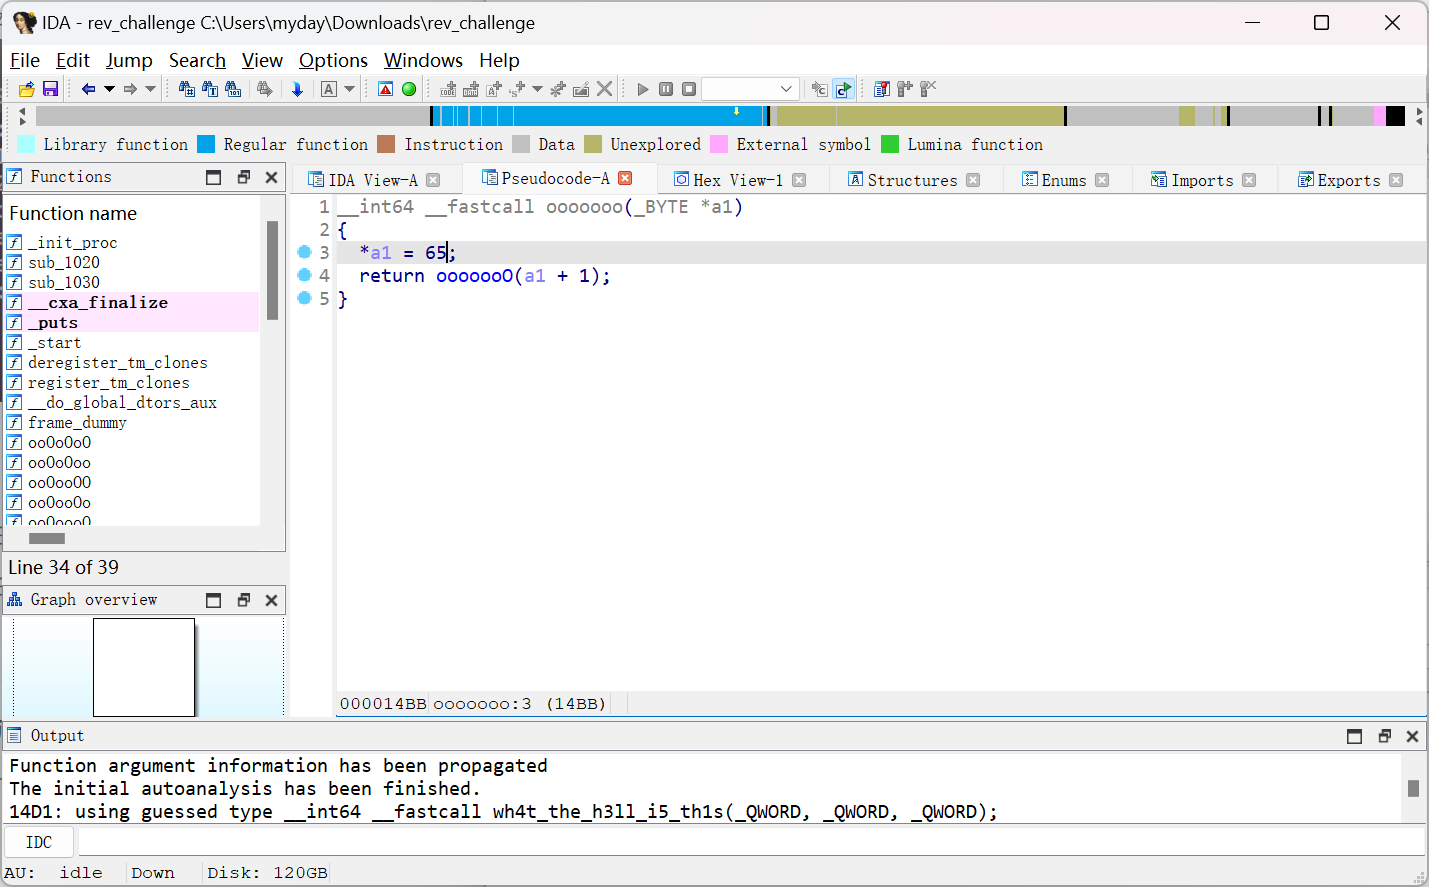 IDA - rev_challenge C:\Users\myday\Downloads\rev_challenge
File Edit Jump Search View Options Windows Help
Library function Regular function Instruction Data Unexplored External symbol Lumina function
Functions
IDA View-A Pseudocode-A Hex View-1 Structures Enums Imports Exports
Function name
_init_proc
sub_1020
sub_1030
__cxa_finalize
_puts
_start
deregister_tm_clones
register_tm_clones
__do_global_dtors_aux
frame_dummy
oo0o0o0
oo0o0oo
oo0oo00
oo0oo0o
oo0ooo0
Line 34 of 39
Graph overview
1 __int64 __fastcall ooooooo(_BYTE *a1)
2 {
3 *a1 = 65;
4 return ooooooO(a1 + 1);
5 }
000014BB ooooooo:3 (14BB)
Output
Function argument information has been propagated
The initial autoanalysis has been finished.
14D1: using guessed type __int64 __fastcall wh4t_the_h3ll_i5_th1s(_QWORD, _QWORD, _QWORD);
IDC
AU: idle Down Disk: 120GB